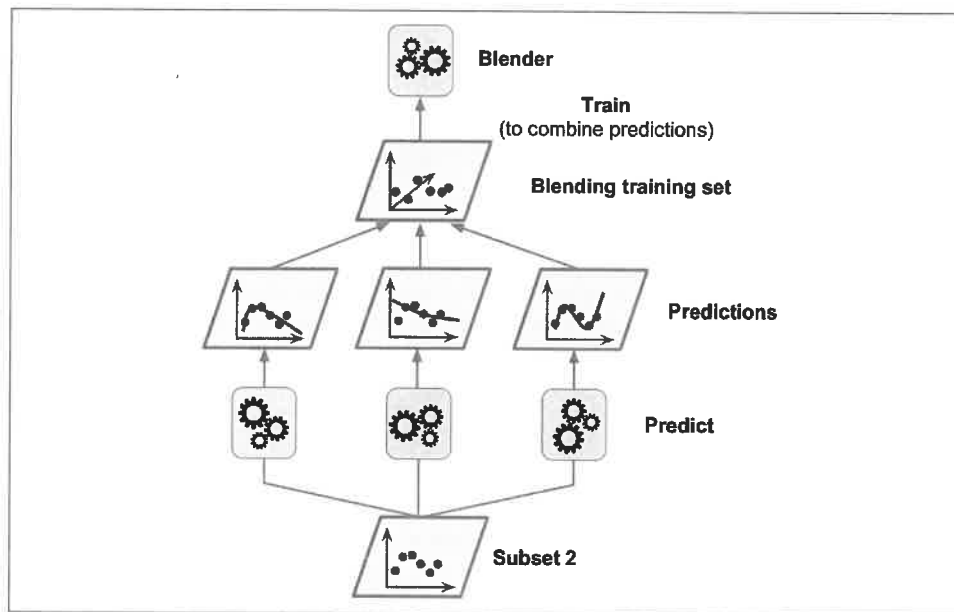 Blender
Train
(to combine predictions)
Blending training set
Predictions
Predict
Subset 2